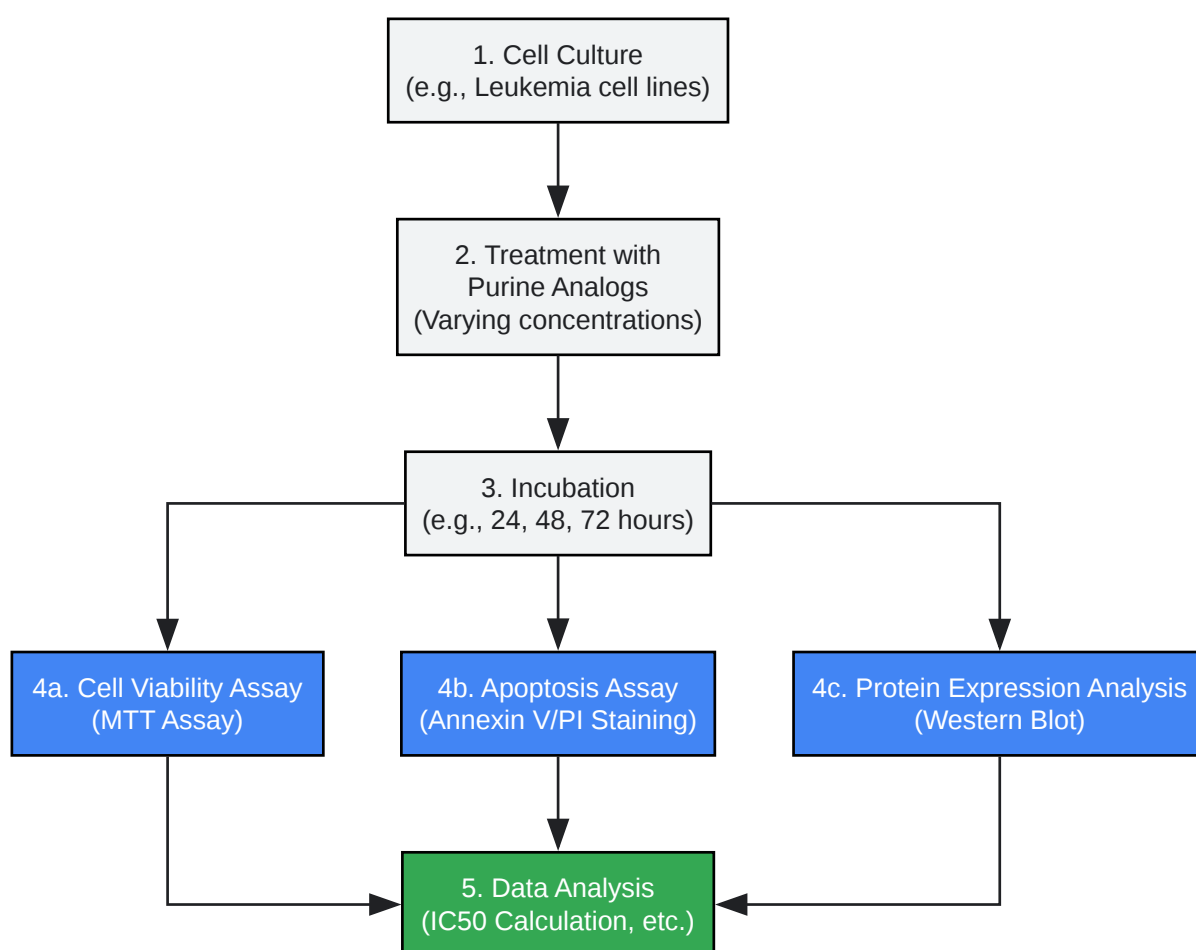 1. Cell Culture
(e.g., Leukemia cell lines)
2. Treatment with
Purine Analogs
(Varying concentrations)
3. Incubation
(e.g., 24, 48, 72 hours)
4a. Cell Viability Assay
(MTT Assay)
4b. Apoptosis Assay
(Annexin V/PI Staining)
4c. Protein Expression Analysis
(Western Blot)
5. Data Analysis
(IC50 Calculation, etc.)